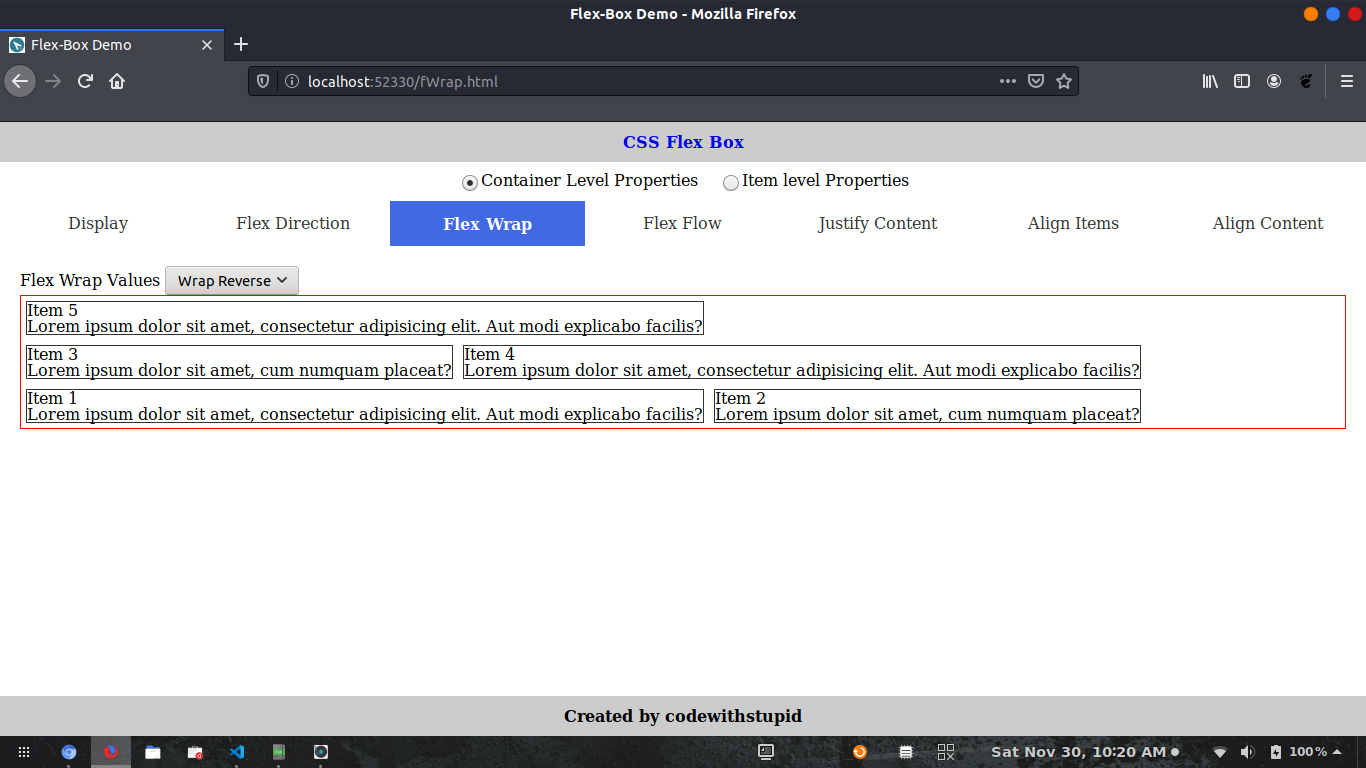 Flex-Box Demo - Mozilla Firefox
Flex-Box Demo
localhost:52330/fWrap.html
CSS Flex Box
Container Level Properties Item level Properties
Display Flex Direction Flex Wrap Flex Flow Justify Content Align Items Align Content
Flex Wrap Values Wrap Reverse
Item 5
Lorem ipsum dolor sit amet, consectetur adipisicing elit. Aut modi explicabo facilis?
Item 3 Item 4
Lorem ipsum dolor sit amet, cum numquam placeat? Lorem ipsum dolor sit amet, consectetur adipisicing elit. Aut modi explicabo facilis?
Item 1 Item 2
Lorem ipsum dolor sit amet, consectetur adipisicing elit. Aut modi explicabo facilis? Lorem ipsum dolor sit amet, cum numquam placeat?
Created by codewithstupid
Sat Nov 30, 10:20 AM 100 %